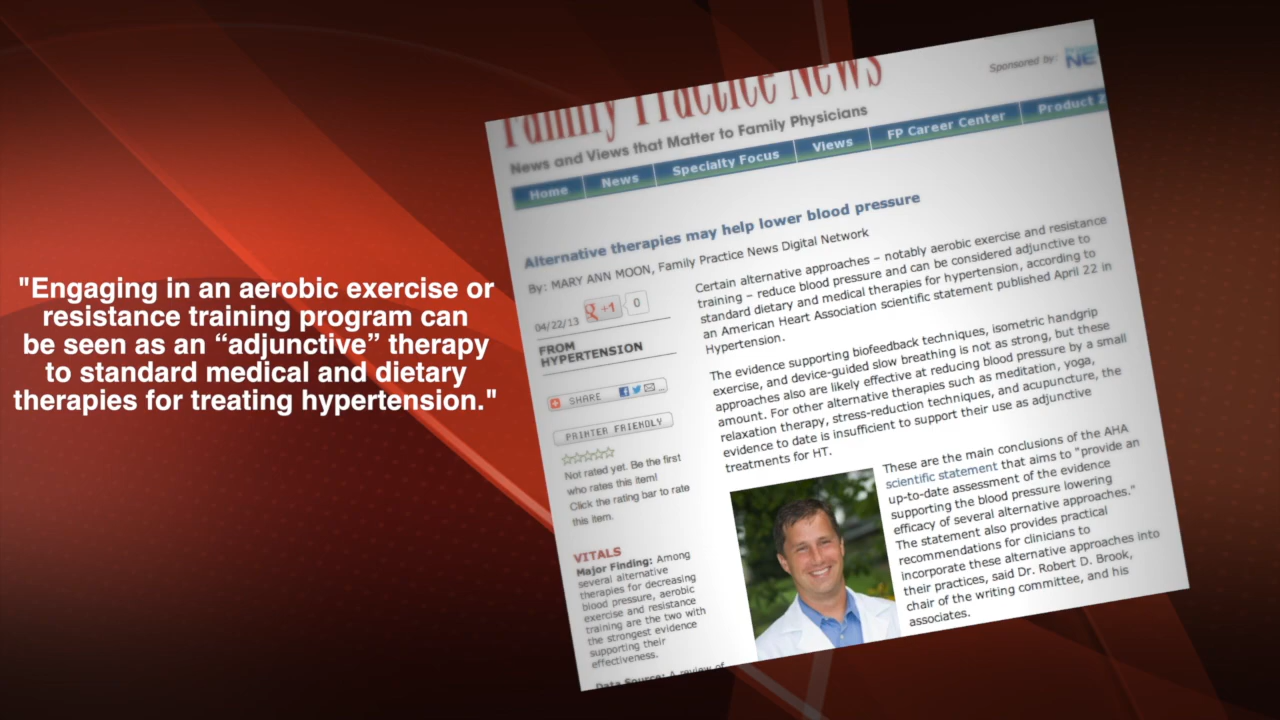 "Engaging in an aerobic exercise or
resistance training program can
be seen as an “adjunctive” therapy
to standard medical and dietary
therapies for treating hypertension."
Family Practice News
Sponsored by:
NE
News and Views that Matter to Family Physicians
Home
News
Specialty Focus
Views
FP Career Center
Product Z
Alternative therapies may help lower blood pressure
By: MARY ANN MOON, Family Practice News Digital Network
04/22/13
g +1
0
FROM
HYPERTENSION
SHARE
PRINTER FRIENDLY
Not rated yet. Be the first
who rates this item!
Click the rating bar to rate
this item.
VITALS
Major Finding: Among
several alternative
therapies for decreasing
blood pressure, aerobic
exercise and resistance
training are the two with
the strongest evidence
supporting their
effectiveness.
Data Source: A review of
Certain alternative approaches – notably aerobic exercise and resistance
training – reduce blood pressure and can be considered adjunctive to
standard dietary and medical therapies for hypertension, according to
an American Heart Association scientific statement published April 22 in
Hypertension.
The evidence supporting biofeedback techniques, isometric handgrip
exercise, and device-guided slow breathing is not as strong, but these
approaches also are likely effective at reducing blood pressure by a small
amount. For other alternative therapies such as meditation, yoga,
relaxation therapy, stress-reduction techniques, and acupuncture, the
evidence to date is insufficient to support their use as adjunctive
treatments for HT.
These are the main conclusions of the AHA
scientific statement that aims to "provide an
up-to-date assessment of the evidence
supporting the blood pressure lowering
efficacy of several alternative approaches."
The statement also provides practical
recommendations for clinicians to
incorporate these alternative approaches into
their practices, said Dr. Robert D. Brook,
chair of the writing committee, and his
associates.